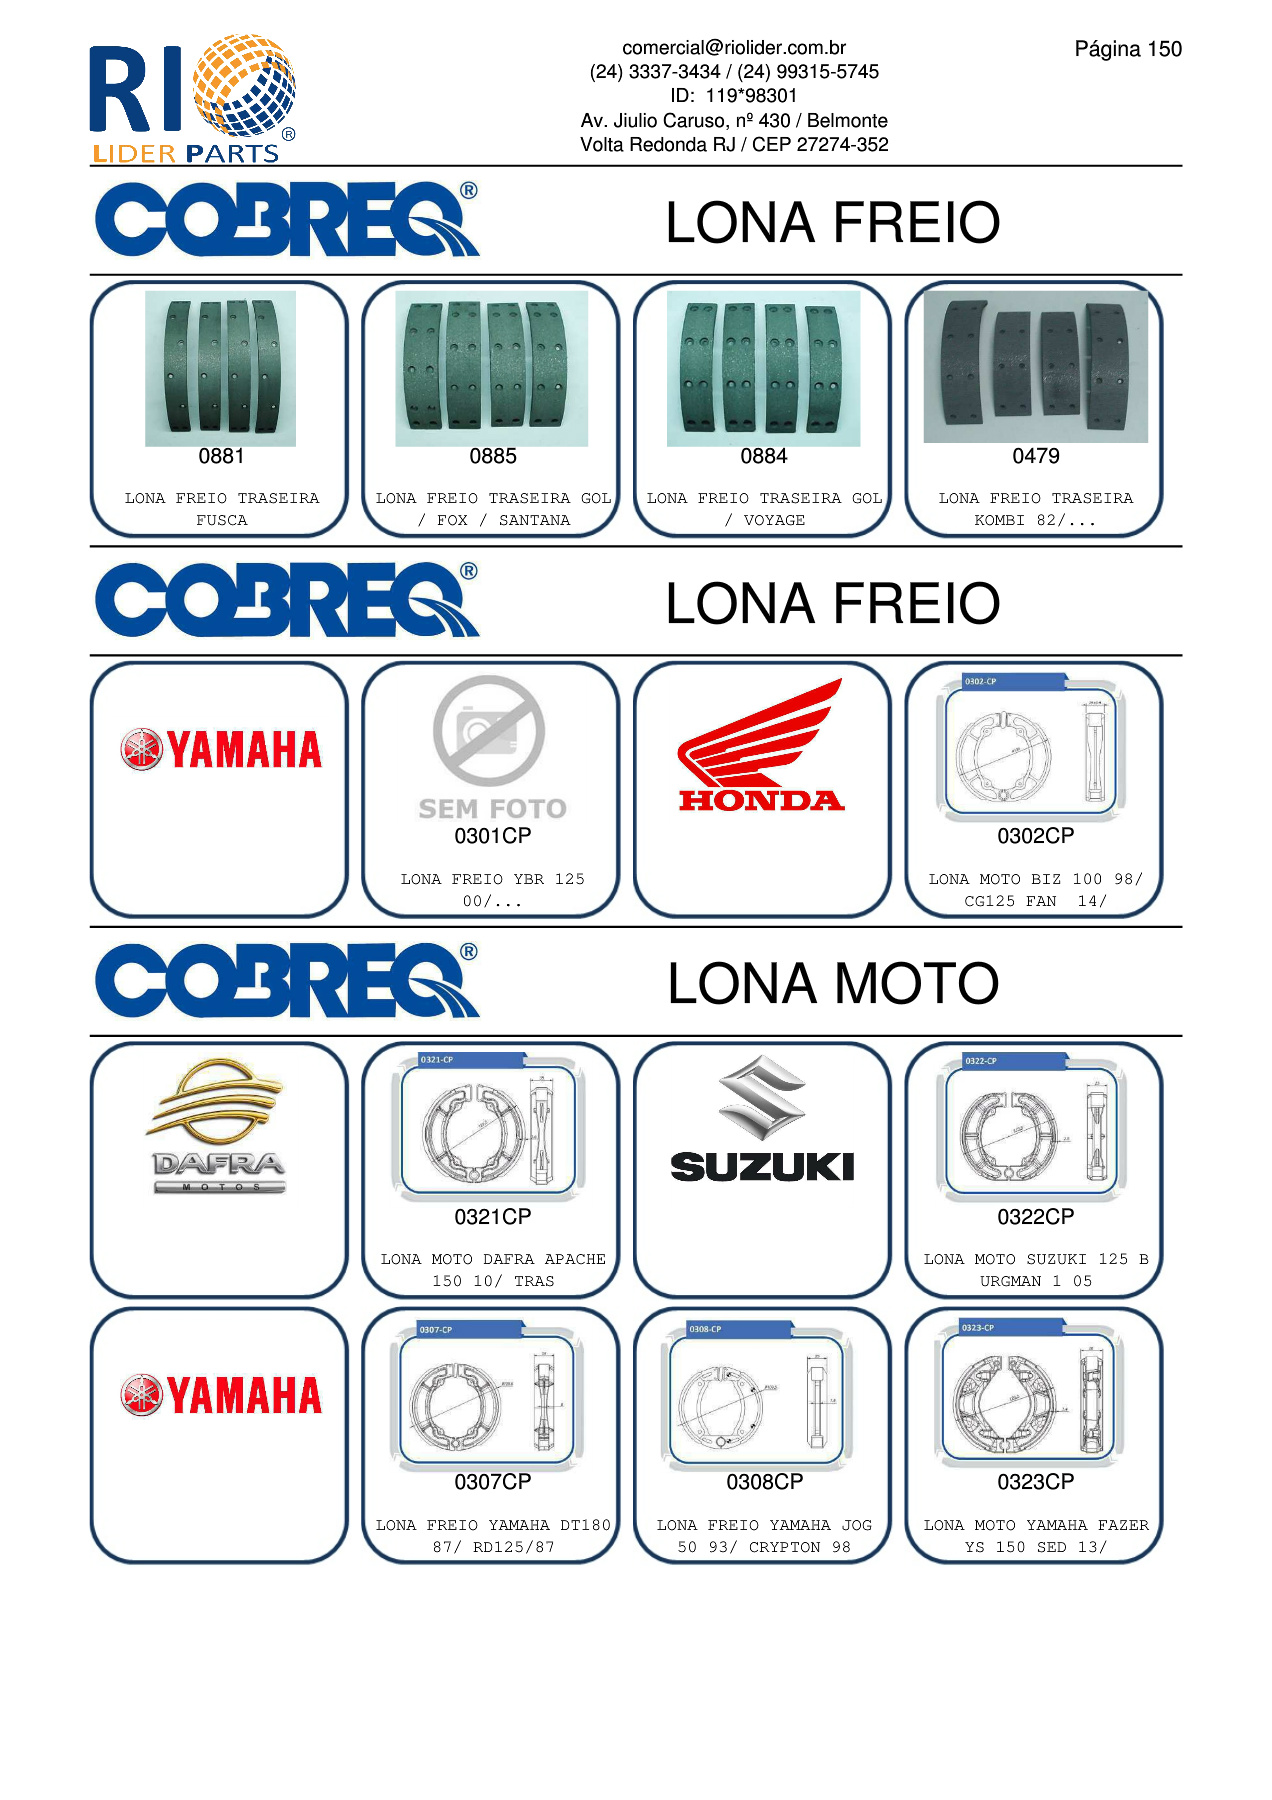 RIO
®
LIDER PARTS
comercial@riolider.com.br
(24) 3337-3434 / (24) 99315-5745
ID:  119*98301
Av. Jiulio Caruso, nº 430 / Belmonte
Volta Redonda RJ / CEP 27274-352
Página 150
COBREQ®
LONA FREIO
0881
LONA FREIO TRASEIRA
FUSCA
0885
LONA FREIO TRASEIRA GOL
/ FOX / SANTANA
0884
LONA FREIO TRASEIRA GOL
/ VOYAGE
0479
LONA FREIO TRASEIRA
KOMBI 82/...
COBREQ®
LONA FREIO
YAMAHA
SEM FOTO
0301CP
LONA FREIO YBR 125
00/...
HONDA
0302-CP
0302CP
LONA MOTO BIZ 100 98/
CG125 FAN  14/
COBREQ®
LONA MOTO
DAFRA
MOTOS
0321-CP
0321CP
LONA MOTO DAFRA APACHE
150 10/ TRAS
SUZUKI
0322-CP
0322CP
LONA MOTO SUZUKI 125 B
URGMAN 1 05
YAMAHA
0307-CP
0307CP
LONA FREIO YAMAHA DT180
87/ RD125/87
0308-CP
0308CP
LONA FREIO YAMAHA JOG
50 93/ CRYPTON 98
0323-CP
0323CP
LONA MOTO YAMAHA FAZER
YS 150 SED 13/